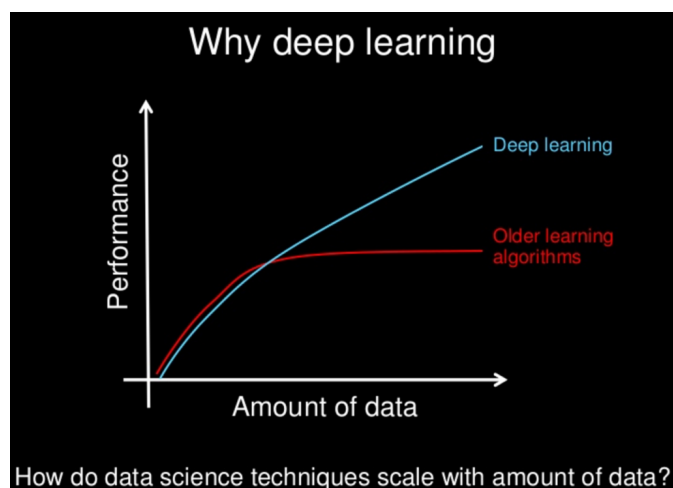 Why deep learning
Deep learning
Performance
Older learning
algorithms
Amount of data
How do data science techniques scale with amount of data?